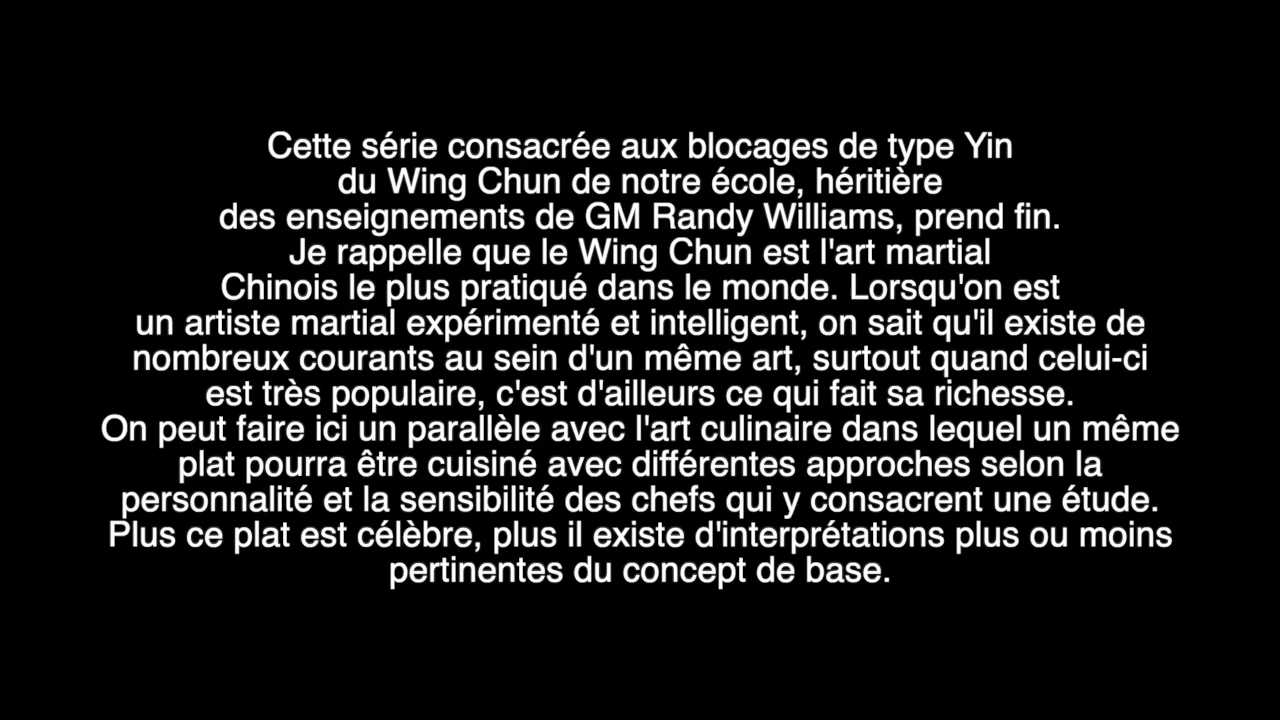 Cette série consacrée aux blocages de type Yin
du Wing Chun de notre école, héritière
des enseignements de GM Randy Williams, prend fin.
Je rappelle que le Wing Chun est l'art martial
Chinois le plus pratiqué dans le monde. Lorsqu'on est
un artiste martial expérimenté et intelligent, on sait qu'il existe de
nombreux courants au sein d'un même art, surtout quand celui-ci
est très populaire, c'est d'ailleurs ce qui fait sa richesse.
On peut faire ici un parallèle avec l'art culinaire dans lequel un même
plat pourra être cuisiné avec différentes approches selon la
personnalité et la sensibilité des chefs qui y consacrent une étude.
Plus ce plat est célèbre, plus il existe d'interprétations plus ou moins
pertinentes du concept de base.